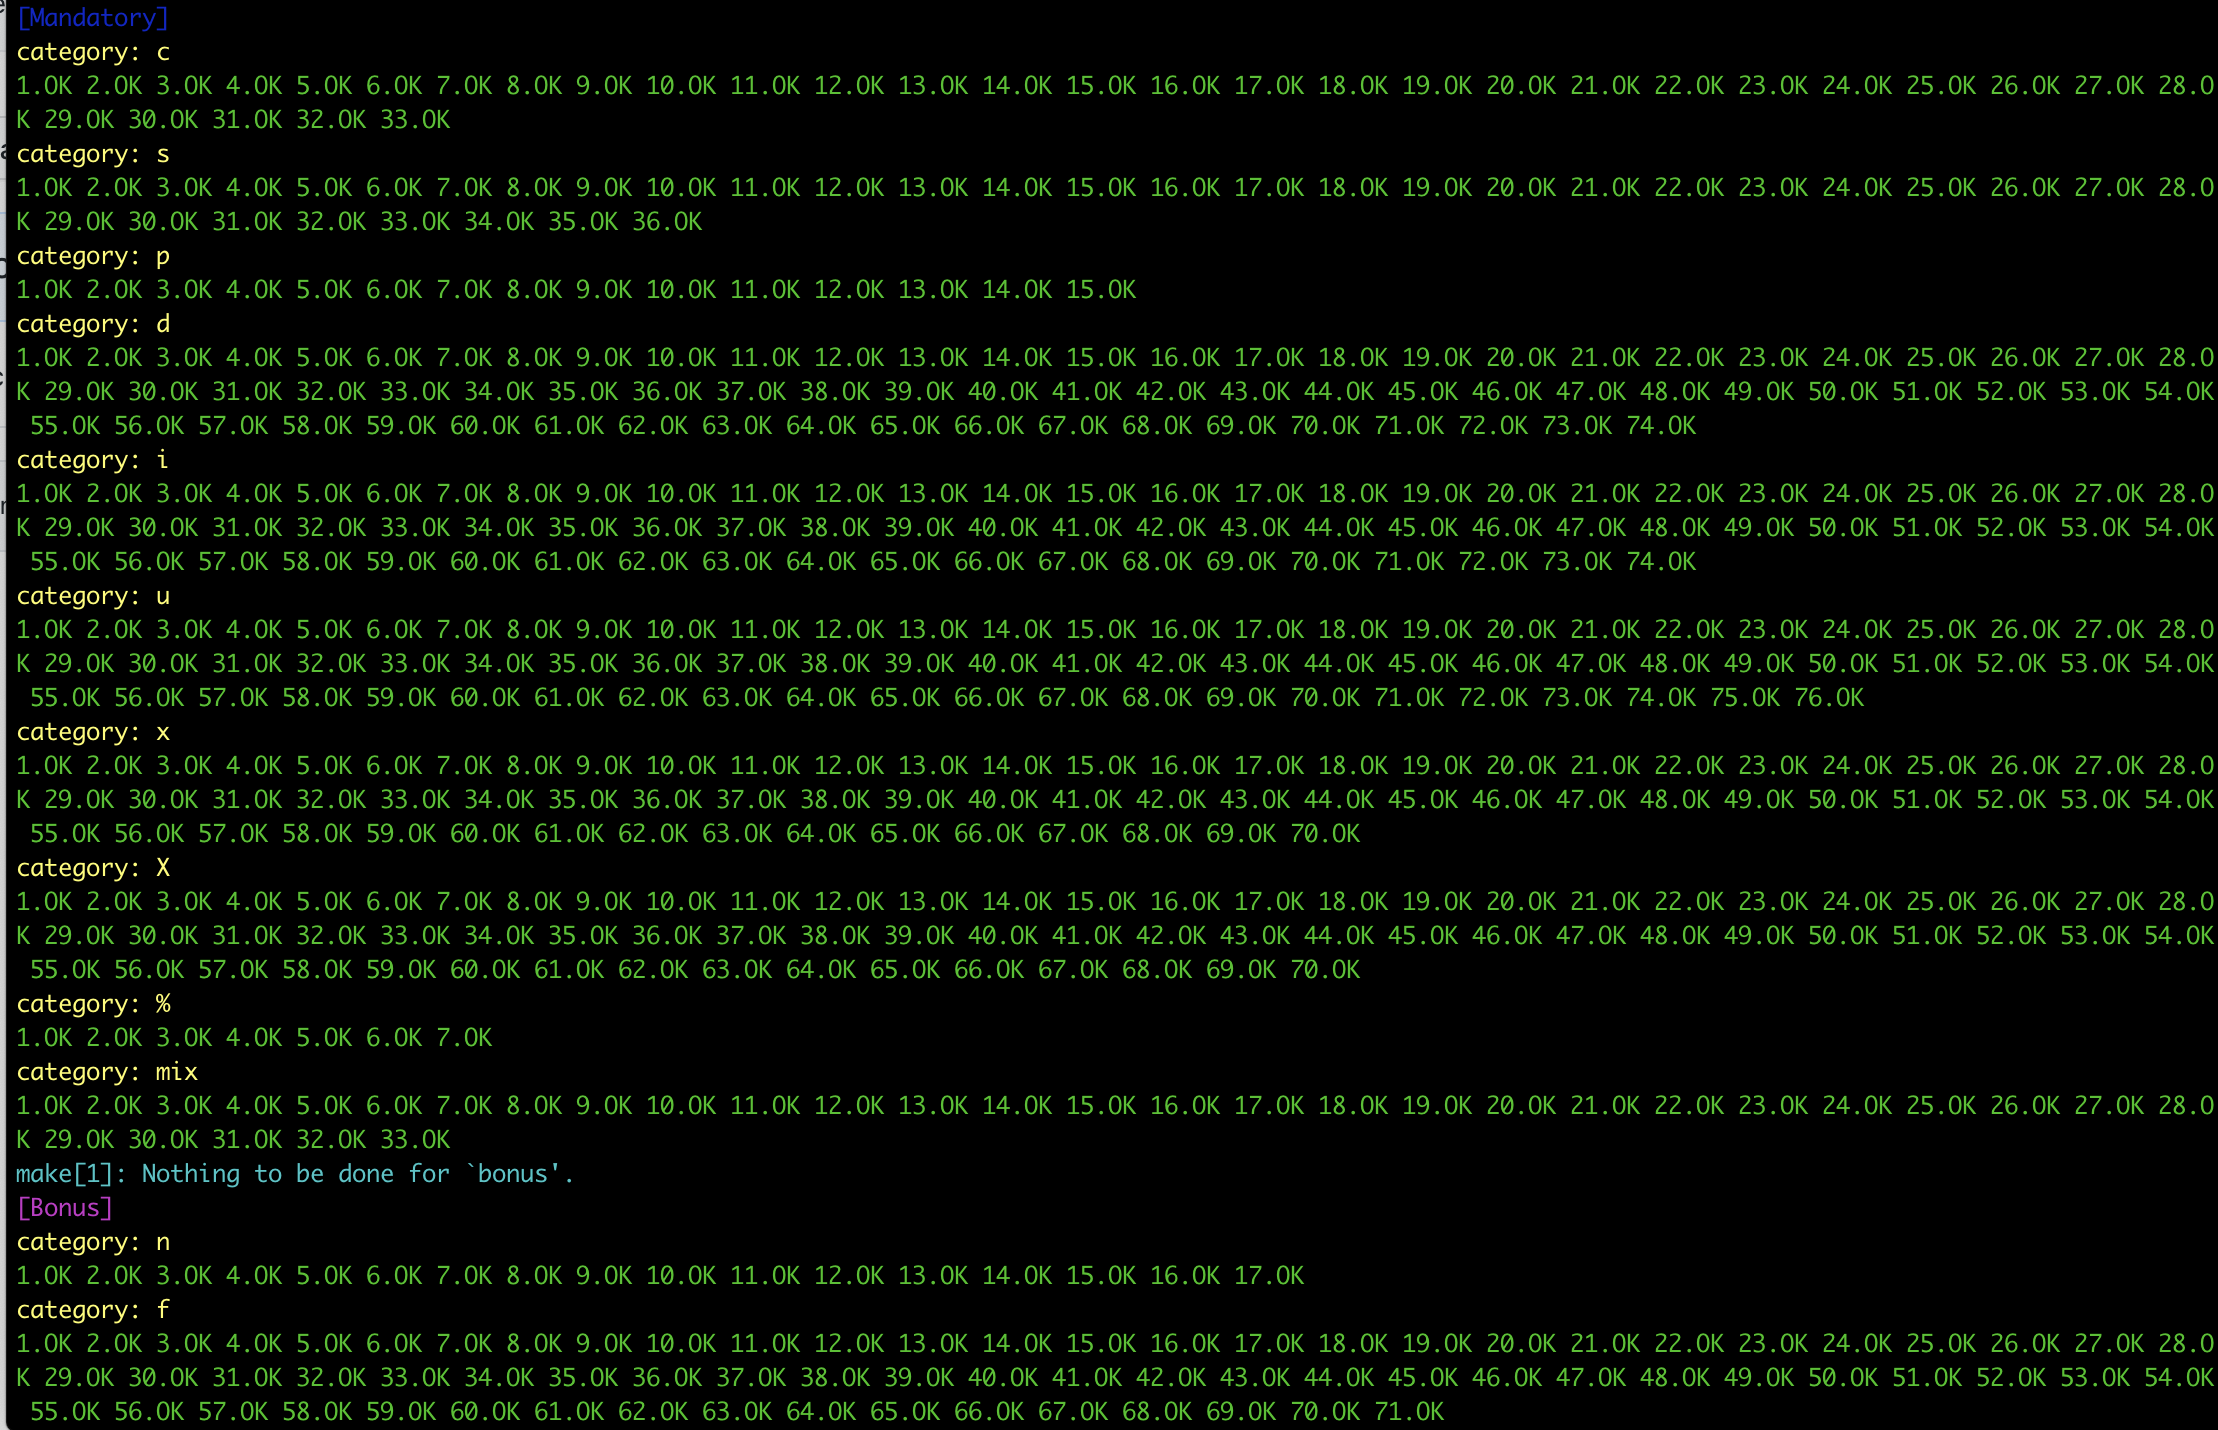 [Mandatory]
category: c
1.OK 2.OK 3.OK 4.OK 5.OK 6.OK 7.OK 8.OK 9.OK 10.OK 11.OK 12.OK 13.OK 14.OK 15.OK 16.OK 17.OK 18.OK 19.OK 20.OK 21.OK 22.OK 23.OK 24.OK 25.OK 26.OK 27.OK 28.O
K 29.OK 30.OK 31.OK 32.OK 33.OK
category: s
1.OK 2.OK 3.OK 4.OK 5.OK 6.OK 7.OK 8.OK 9.OK 10.OK 11.OK 12.OK 13.OK 14.OK 15.OK 16.OK 17.OK 18.OK 19.OK 20.OK 21.OK 22.OK 23.OK 24.OK 25.OK 26.OK 27.OK 28.O
K 29.OK 30.OK 31.OK 32.OK 33.OK 34.OK 35.OK 36.OK
category: p
1.OK 2.OK 3.OK 4.OK 5.OK 6.OK 7.OK 8.OK 9.OK 10.OK 11.OK 12.OK 13.OK 14.OK 15.OK
category: d
1.OK 2.OK 3.OK 4.OK 5.OK 6.OK 7.OK 8.OK 9.OK 10.OK 11.OK 12.OK 13.OK 14.OK 15.OK 16.OK 17.OK 18.OK 19.OK 20.OK 21.OK 22.OK 23.OK 24.OK 25.OK 26.OK 27.OK 28.O
K 29.OK 30.OK 31.OK 32.OK 33.OK 34.OK 35.OK 36.OK 37.OK 38.OK 39.OK 40.OK 41.OK 42.OK 43.OK 44.OK 45.OK 46.OK 47.OK 48.OK 49.OK 50.OK 51.OK 52.OK 53.OK 54.OK
55.OK 56.OK 57.OK 58.OK 59.OK 60.OK 61.OK 62.OK 63.OK 64.OK 65.OK 66.OK 67.OK 68.OK 69.OK 70.OK 71.OK 72.OK 73.OK 74.OK
category: i
1.OK 2.OK 3.OK 4.OK 5.OK 6.OK 7.OK 8.OK 9.OK 10.OK 11.OK 12.OK 13.OK 14.OK 15.OK 16.OK 17.OK 18.OK 19.OK 20.OK 21.OK 22.OK 23.OK 24.OK 25.OK 26.OK 27.OK 28.O
K 29.OK 30.OK 31.OK 32.OK 33.OK 34.OK 35.OK 36.OK 37.OK 38.OK 39.OK 40.OK 41.OK 42.OK 43.OK 44.OK 45.OK 46.OK 47.OK 48.OK 49.OK 50.OK 51.OK 52.OK 53.OK 54.OK
55.OK 56.OK 57.OK 58.OK 59.OK 60.OK 61.OK 62.OK 63.OK 64.OK 65.OK 66.OK 67.OK 68.OK 69.OK 70.OK 71.OK 72.OK 73.OK 74.OK
category: u
1.OK 2.OK 3.OK 4.OK 5.OK 6.OK 7.OK 8.OK 9.OK 10.OK 11.OK 12.OK 13.OK 14.OK 15.OK 16.OK 17.OK 18.OK 19.OK 20.OK 21.OK 22.OK 23.OK 24.OK 25.OK 26.OK 27.OK 28.O
K 29.OK 30.OK 31.OK 32.OK 33.OK 34.OK 35.OK 36.OK 37.OK 38.OK 39.OK 40.OK 41.OK 42.OK 43.OK 44.OK 45.OK 46.OK 47.OK 48.OK 49.OK 50.OK 51.OK 52.OK 53.OK 54.OK
55.OK 56.OK 57.OK 58.OK 59.OK 60.OK 61.OK 62.OK 63.OK 64.OK 65.OK 66.OK 67.OK 68.OK 69.OK 70.OK 71.OK 72.OK 73.OK 74.OK 75.OK 76.OK
category: x
1.OK 2.OK 3.OK 4.OK 5.OK 6.OK 7.OK 8.OK 9.OK 10.OK 11.OK 12.OK 13.OK 14.OK 15.OK 16.OK 17.OK 18.OK 19.OK 20.OK 21.OK 22.OK 23.OK 24.OK 25.OK 26.OK 27.OK 28.O
K 29.OK 30.OK 31.OK 32.OK 33.OK 34.OK 35.OK 36.OK 37.OK 38.OK 39.OK 40.OK 41.OK 42.OK 43.OK 44.OK 45.OK 46.OK 47.OK 48.OK 49.OK 50.OK 51.OK 52.OK 53.OK 54.OK
55.OK 56.OK 57.OK 58.OK 59.OK 60.OK 61.OK 62.OK 63.OK 64.OK 65.OK 66.OK 67.OK 68.OK 69.OK 70.OK
category: X
1.OK 2.OK 3.OK 4.OK 5.OK 6.OK 7.OK 8.OK 9.OK 10.OK 11.OK 12.OK 13.OK 14.OK 15.OK 16.OK 17.OK 18.OK 19.OK 20.OK 21.OK 22.OK 23.OK 24.OK 25.OK 26.OK 27.OK 28.O
K 29.OK 30.OK 31.OK 32.OK 33.OK 34.OK 35.OK 36.OK 37.OK 38.OK 39.OK 40.OK 41.OK 42.OK 43.OK 44.OK 45.OK 46.OK 47.OK 48.OK 49.OK 50.OK 51.OK 52.OK 53.OK 54.OK
55.OK 56.OK 57.OK 58.OK 59.OK 60.OK 61.OK 62.OK 63.OK 64.OK 65.OK 66.OK 67.OK 68.OK 69.OK 70.OK
category: %
1.OK 2.OK 3.OK 4.OK 5.OK 6.OK 7.OK
category: mix
1.OK 2.OK 3.OK 4.OK 5.OK 6.OK 7.OK 8.OK 9.OK 10.OK 11.OK 12.OK 13.OK 14.OK 15.OK 16.OK 17.OK 18.OK 19.OK 20.OK 21.OK 22.OK 23.OK 24.OK 25.OK 26.OK 27.OK 28.O
K 29.OK 30.OK 31.OK 32.OK 33.OK
make[1]: Nothing to be done for `bonus'.
[Bonus]
category: n
1.OK 2.OK 3.OK 4.OK 5.OK 6.OK 7.OK 8.OK 9.OK 10.OK 11.OK 12.OK 13.OK 14.OK 15.OK 16.OK 17.OK
category: f
1.OK 2.OK 3.OK 4.OK 5.OK 6.OK 7.OK 8.OK 9.OK 10.OK 11.OK 12.OK 13.OK 14.OK 15.OK 16.OK 17.OK 18.OK 19.OK 20.OK 21.OK 22.OK 23.OK 24.OK 25.OK 26.OK 27.OK 28.O
K 29.OK 30.OK 31.OK 32.OK 33.OK 34.OK 35.OK 36.OK 37.OK 38.OK 39.OK 40.OK 41.OK 42.OK 43.OK 44.OK 45.OK 46.OK 47.OK 48.OK 49.OK 50.OK 51.OK 52.OK 53.OK 54.OK
55.OK 56.OK 57.OK 58.OK 59.OK 60.OK 61.OK 62.OK 63.OK 64.OK 65.OK 66.OK 67.OK 68.OK 69.OK 70.OK 71.OK